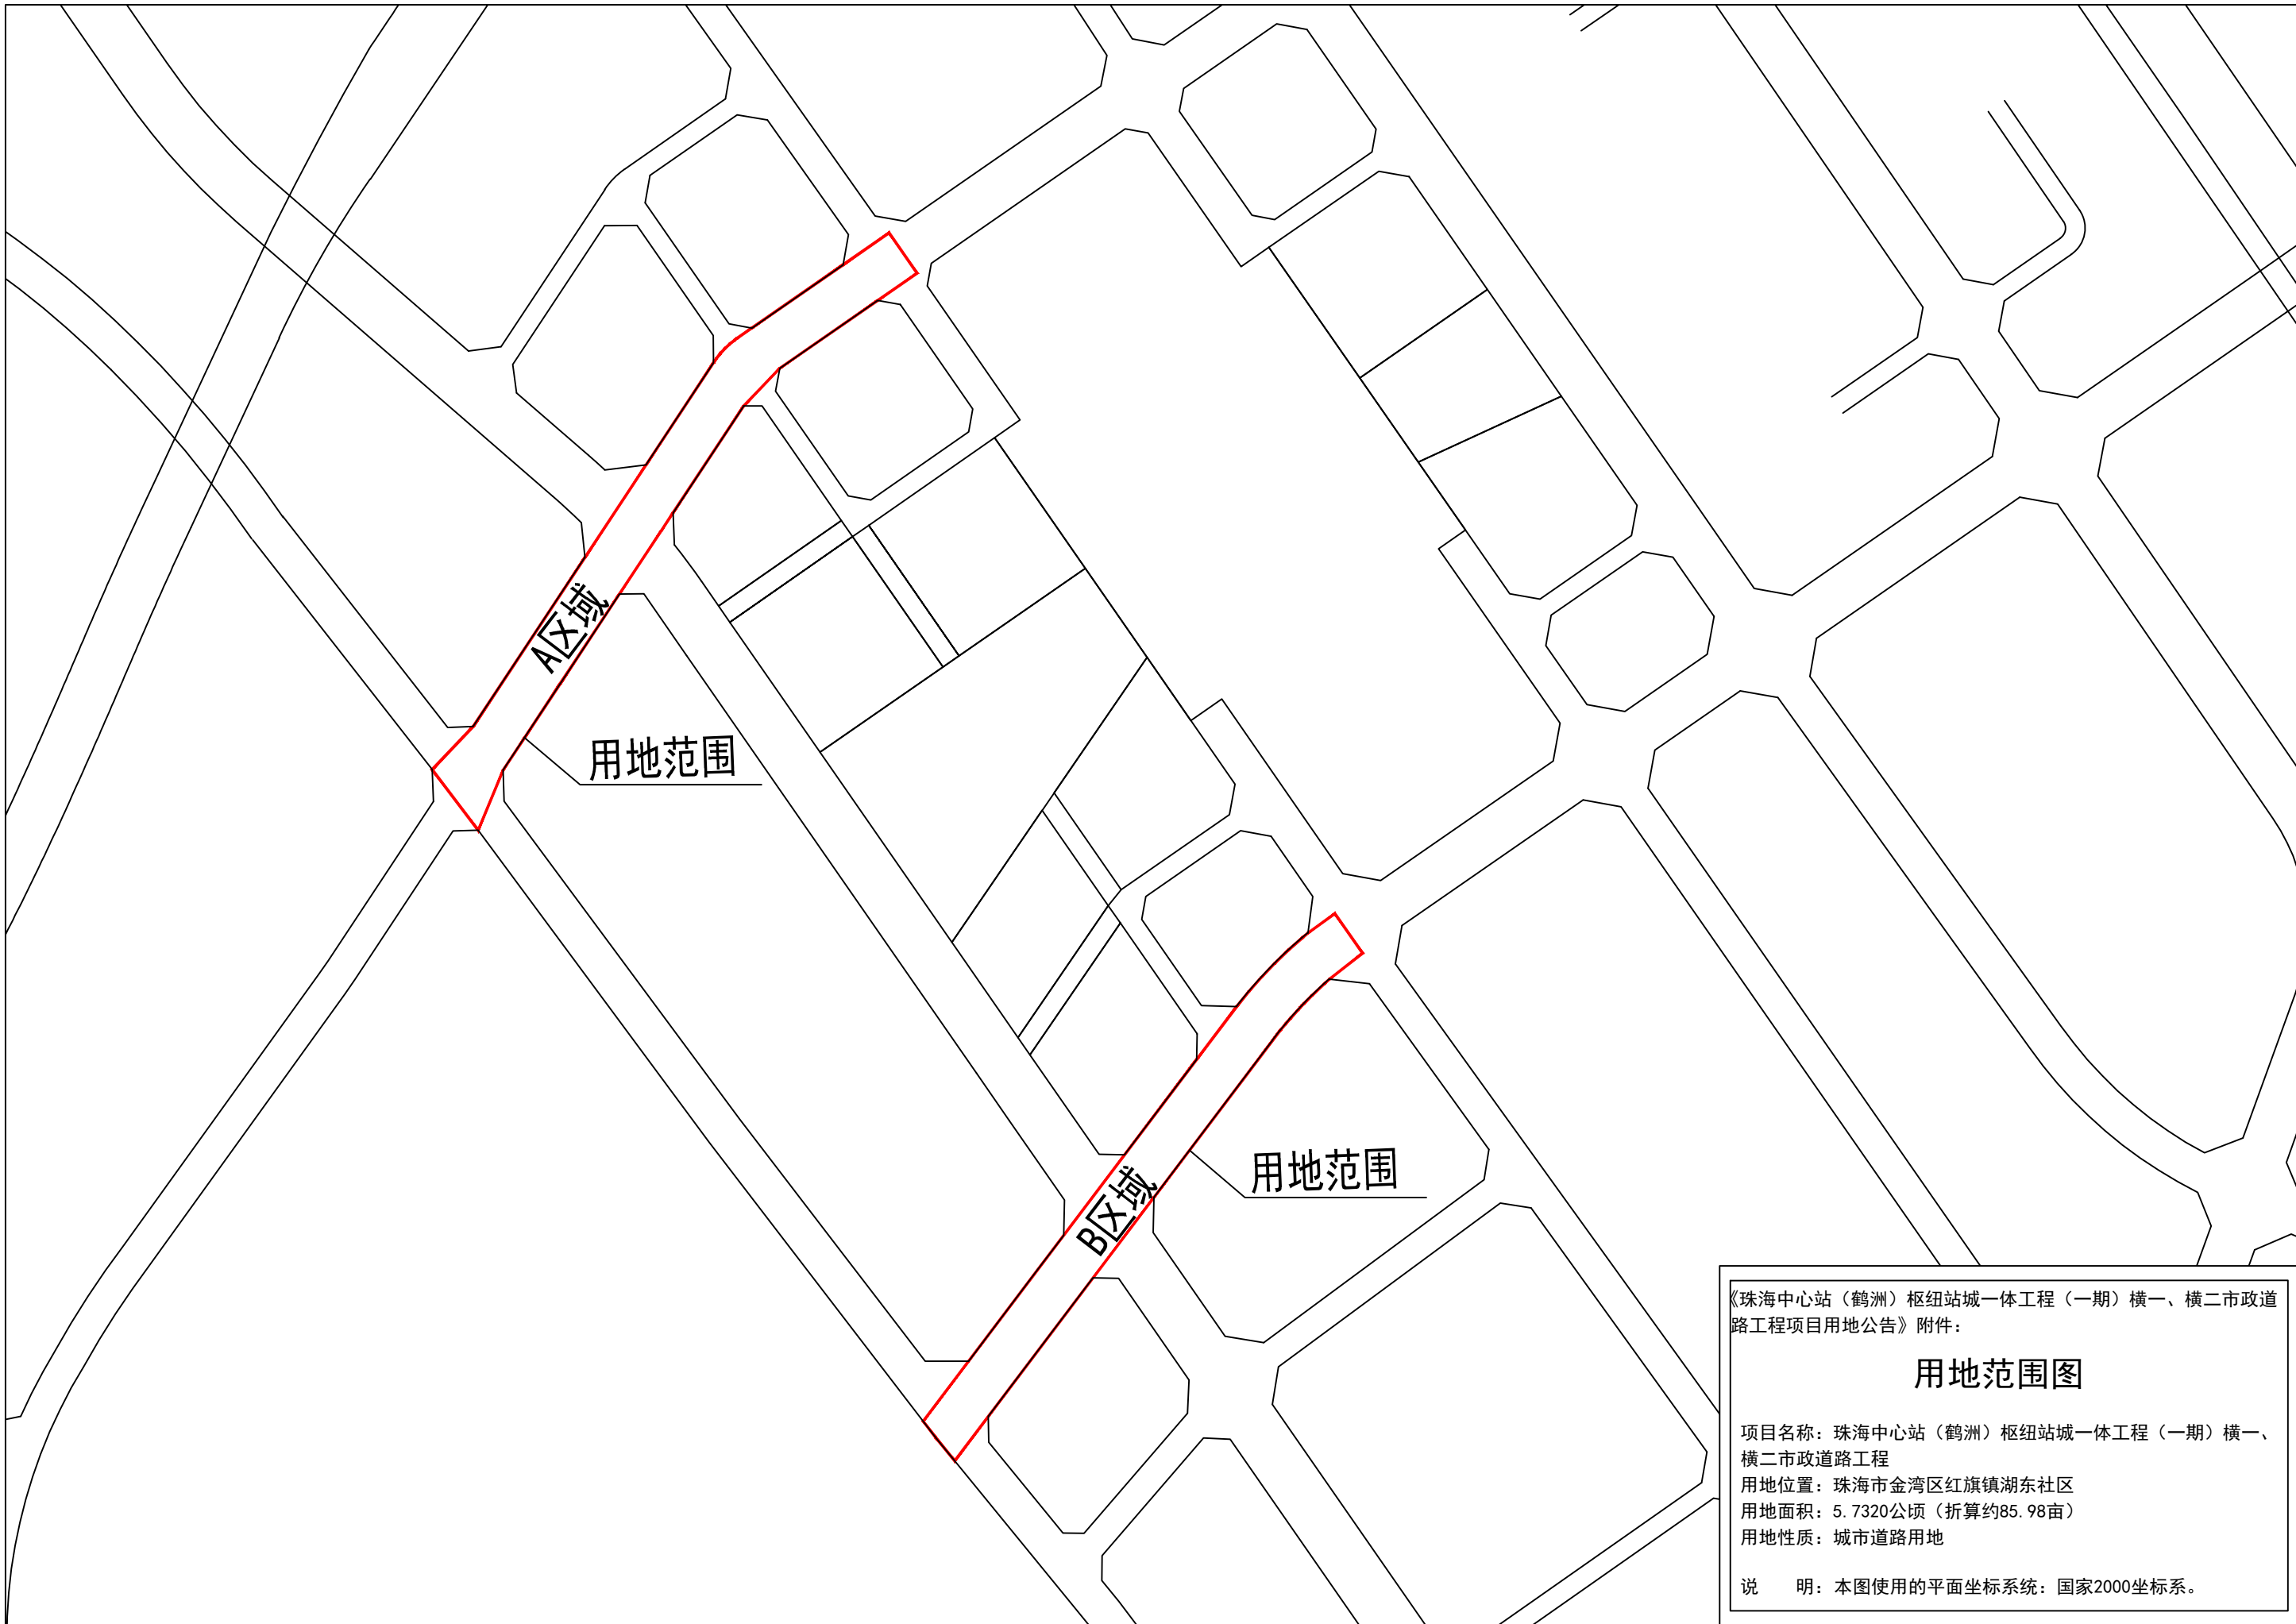 A区域
用地范围
用地范围
B区域
《珠海中心站（鹤洲）枢纽站城一体工程（一期）横一、横二市政道
路工程项目用地公告》附件：
用地范围图
项目名称：珠海中心站（鹤洲）枢纽站城一体工程（一期）横一、
横二市政道路工程
用地位置：珠海市金湾区红旗镇湖东社区
用地面积：5.7320公顷（折算约85.98亩）
用地性质：城市道路用地
说　　明：本图使用的平面坐标系统：国家2000坐标系。